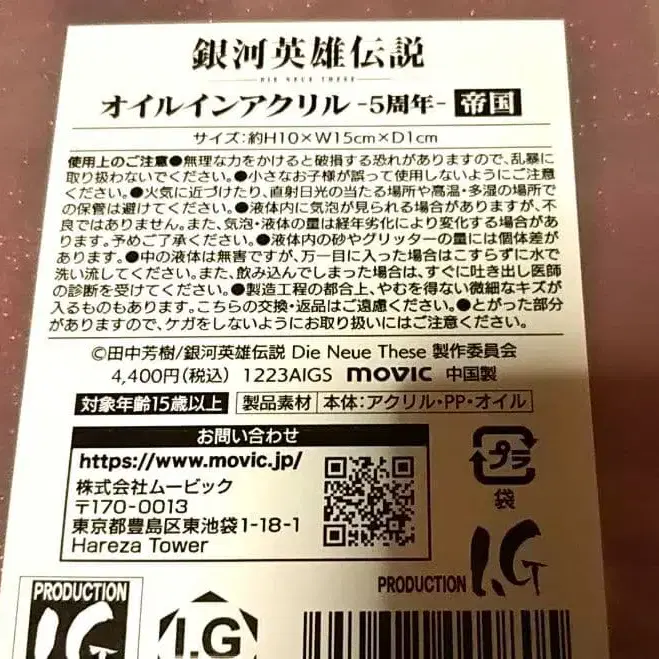 銀河英雄伝説
DIE NEUE THESE
オイルインアクリル -5周年- 帝国
サイズ:約H10×W15cm×D1cm
使用上のご注意●無理な力をかけると破損する恐れがありますので、乱暴に
取り扱わないでください。●小さなお子様が誤って使用しないようにご注意
ください。●火気に近づけたり、直射日光の当たる場所や高温・多湿の場所で
の保管は避けてください。●液体内に気泡が見られる場合がありますが、不
良ではありません。また、気泡・液体の量は経年劣化により変化する場合があ
ります。予めご了承ください。●液体内の砂やグリッターの量には個体差が
あります。●中の液体は無害ですが、万一目に入った場合はこすらずに水で
洗い流してください。また、飲み込んでしまった場合は、すぐに吐き出し医師
の診断を受けてください。●製造工程の都合上、やむを得ない微細なキズが
入るものもあります。こちらの交換・返品はご遠慮ください。●とがった部分
がありますので、ケガをしないようにお取り扱いにはご注意ください。
©田中芳樹/銀河英雄伝説 Die Neue These 製作委員会
4,400円(税込) 1223AIGS movic 中国製
対象年齢15歳以上 製品素材 本体:アクリル・PP・オイル
お問い合わせ
https://www.movic.jp/
株式会社ムービック
〒170-0013
東京都豊島区東池袋1-18-1
Hareza Tower
プラ
袋
PRODUCTION I.G
PRODUCTION
I.G
I.G